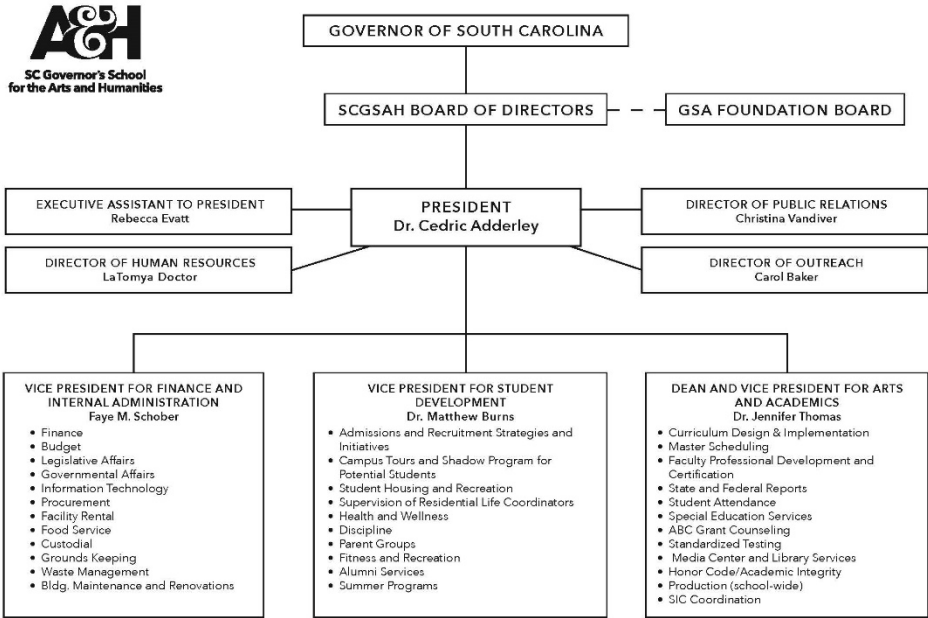 A&H
SC Governor's School
for the Arts and Humanities
GOVERNOR OF SOUTH CAROLINA
SCGSAH BOARD OF DIRECTORS
GSA FOUNDATION BOARD
EXECUTIVE ASSISTANT TO PRESIDENT
Rebecca Evatt
PRESIDENT
Dr. Cedric Adderley
DIRECTOR OF PUBLIC RELATIONS
Christina Vandiver
DIRECTOR OF HUMAN RESOURCES
LaTomya Doctor
DIRECTOR OF OUTREACH
Carol Baker
VICE PRESIDENT FOR FINANCE AND
INTERNAL ADMINISTRATION
Faye M. Schober
• Finance
• Budget
• Legislative Affairs
• Governmental Affairs
• Information Technology
• Procurement
• Facility Rental
• Food Service
• Custodial
• Grounds Keeping
• Waste Management
• Bldg. Maintenance and Renovations
VICE PRESIDENT FOR STUDENT
DEVELOPMENT
Dr. Matthew Burns
• Admissions and Recruitment Strategies and
Initiatives
• Campus Tours and Shadow Program for
Potential Students
• Student Housing and Recreation
• Supervision of Residential Life Coordinators
• Health and Wellness
• Discipline
• Parent Groups
• Fitness and Recreation
• Alumni Services
• Summer Programs
DEAN AND VICE PRESIDENT FOR ARTS
AND ACADEMICS
Dr. Jennifer Thomas
• Curriculum Design & Implementation
• Master Scheduling
• Faculty Professional Development and
Certification
• State and Federal Reports
• Student Attendance
• Special Education Services
• ABC Grant Counseling
• Standardized Testing
• Media Center and Library Services
• Honor Code/Academic Integrity
• Production (school-wide)
• SIC Coordination